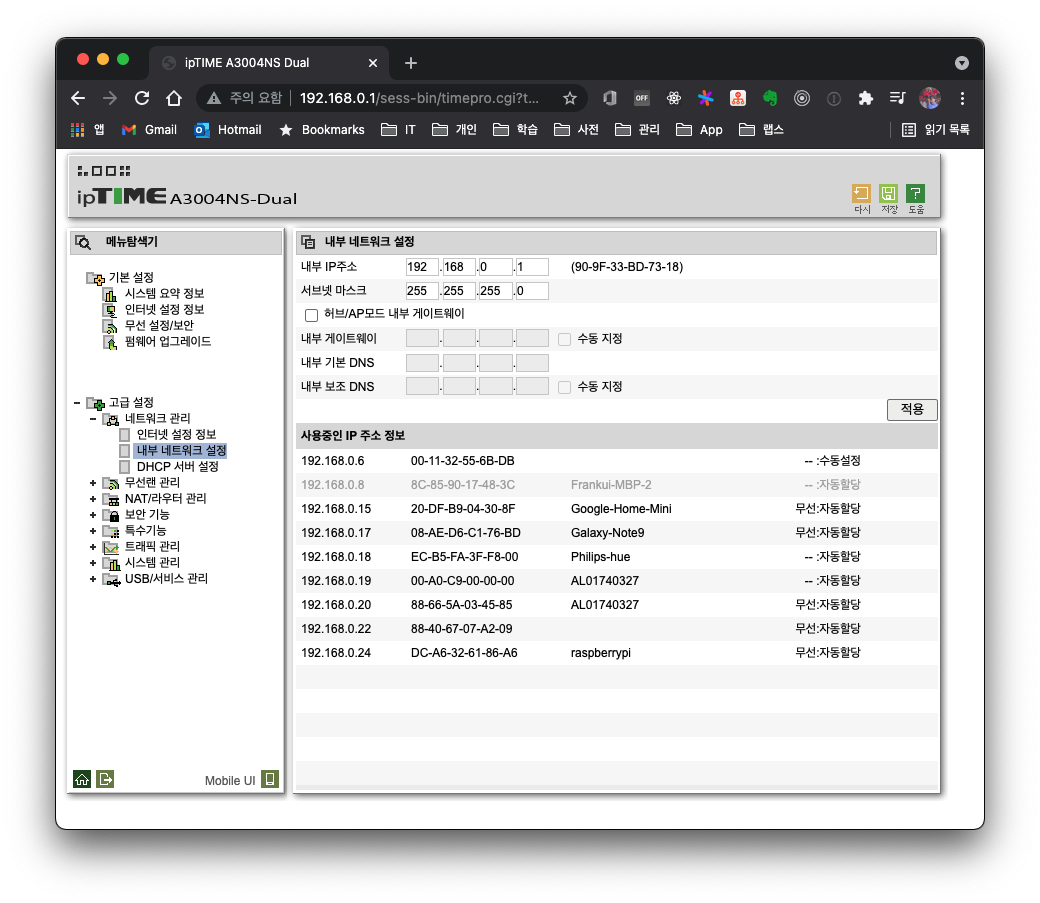 ipTIME A3004NS Dual
주의 요함 192.168.0.1/sess-bin/timepro.cgi?t...
OFF
앱 Gmail Hotmail Bookmarks IT 개인 학습 사전 관리 App 랩스 읽기 목록
ipTIME A3004NS-Dual
다시 저장 도움
메뉴탐색기
기본 설정
시스템 요약 정보
인터넷 설정 정보
무선 설정/보안
펌웨어 업그레이드
고급 설정
네트워크 관리
인터넷 설정 정보
내부 네트워크 설정
DHCP 서버 설정
무선랜 관리
NAT/라우터 관리
보안 기능
특수기능
트래픽 관리
시스템 관리
USB/서비스 관리
Mobile UI
내부 네트워크 설정
내부 IP주소 192.168.0.1 (90-9F-33-BD-73-18)
서브넷 마스크 255.255.255.0
허브/AP모드 내부 게이트웨이
내부 게이트웨이 . . . 수동 지정
내부 기본 DNS . . .
내부 보조 DNS . . . 수동 지정
적용
사용중인 IP 주소 정보
192.168.0.6 00-11-32-55-6B-DB -- :수동설정
192.168.0.8 8C-85-90-17-48-3C Frankui-MBP-2 -- :자동할당
192.168.0.15 20-DF-B9-04-30-8F Google-Home-Mini 무선:자동할당
192.168.0.17 08-AE-D6-C1-76-BD Galaxy-Note9 무선:자동할당
192.168.0.18 EC-B5-FA-3F-F8-00 Philips-hue -- :자동할당
192.168.0.19 00-A0-C9-00-00-00 AL01740327 -- :자동할당
192.168.0.20 88-66-5A-03-45-85 AL01740327 무선:자동할당
192.168.0.22 88-40-67-07-A2-09 무선:자동할당
192.168.0.24 DC-A6-32-61-86-A6 raspberrypi 무선:자동할당